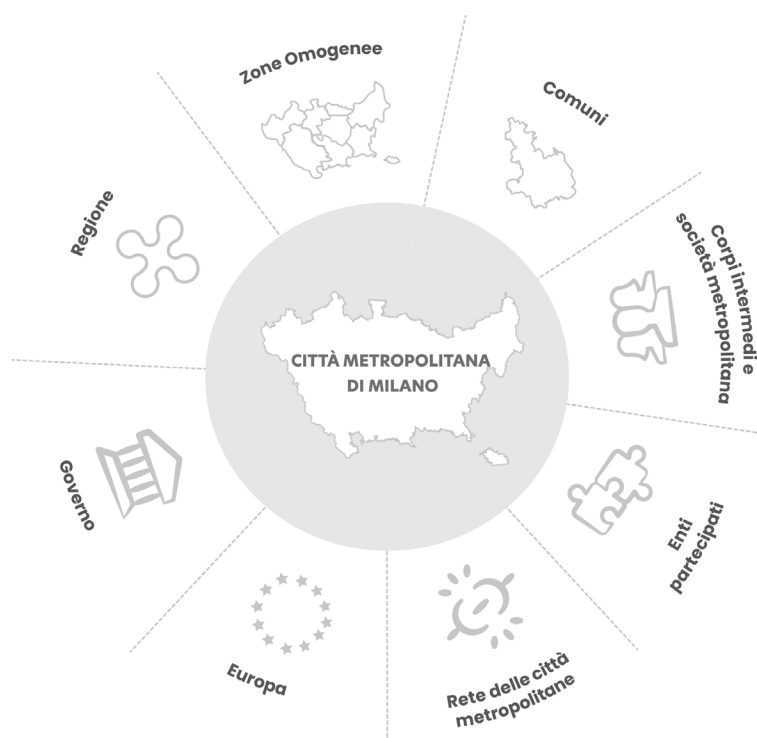 Zone Omogenee
Comuni
Corpi intermedi e
società metropolitana
Enti
partecipati
Rete delle città
metropolitane
Europa
Governo
Regione
CITTÀ METROPOLITANA
DI MILANO